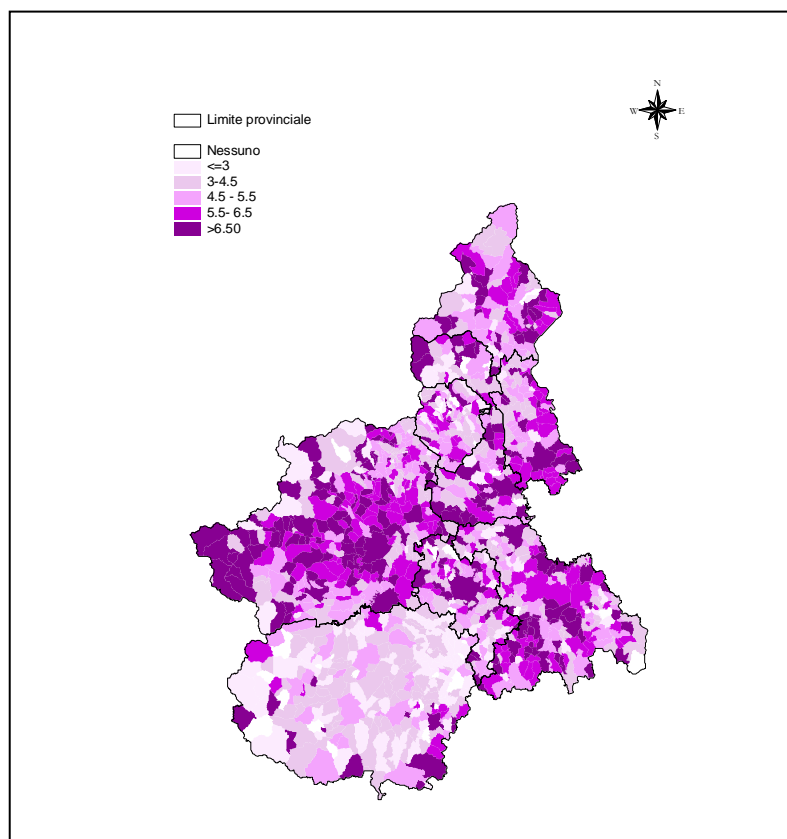 N
W E
S
Limite provinciale
Nessuno
<=3
3-4.5
4.5 - 5.5
5.5- 6.5
>6.50